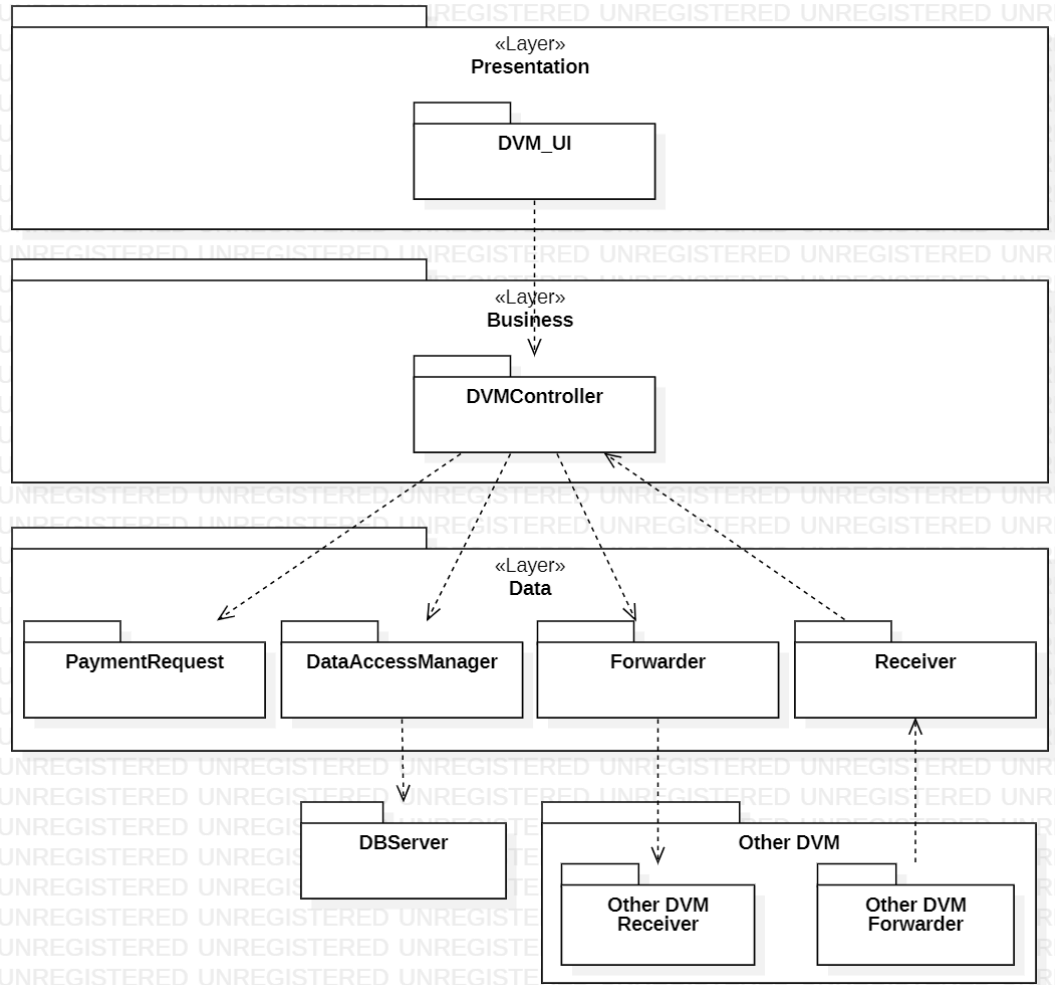 «Layer»
Presentation
DVM_UI
«Layer»
Business
DVMController
«Layer»
Data
PaymentRequest
DataAccessManager
Forwarder
Receiver
DBServer
Other DVM
Other DVM
Receiver
Other DVM
Forwarder
UNREGISTERED